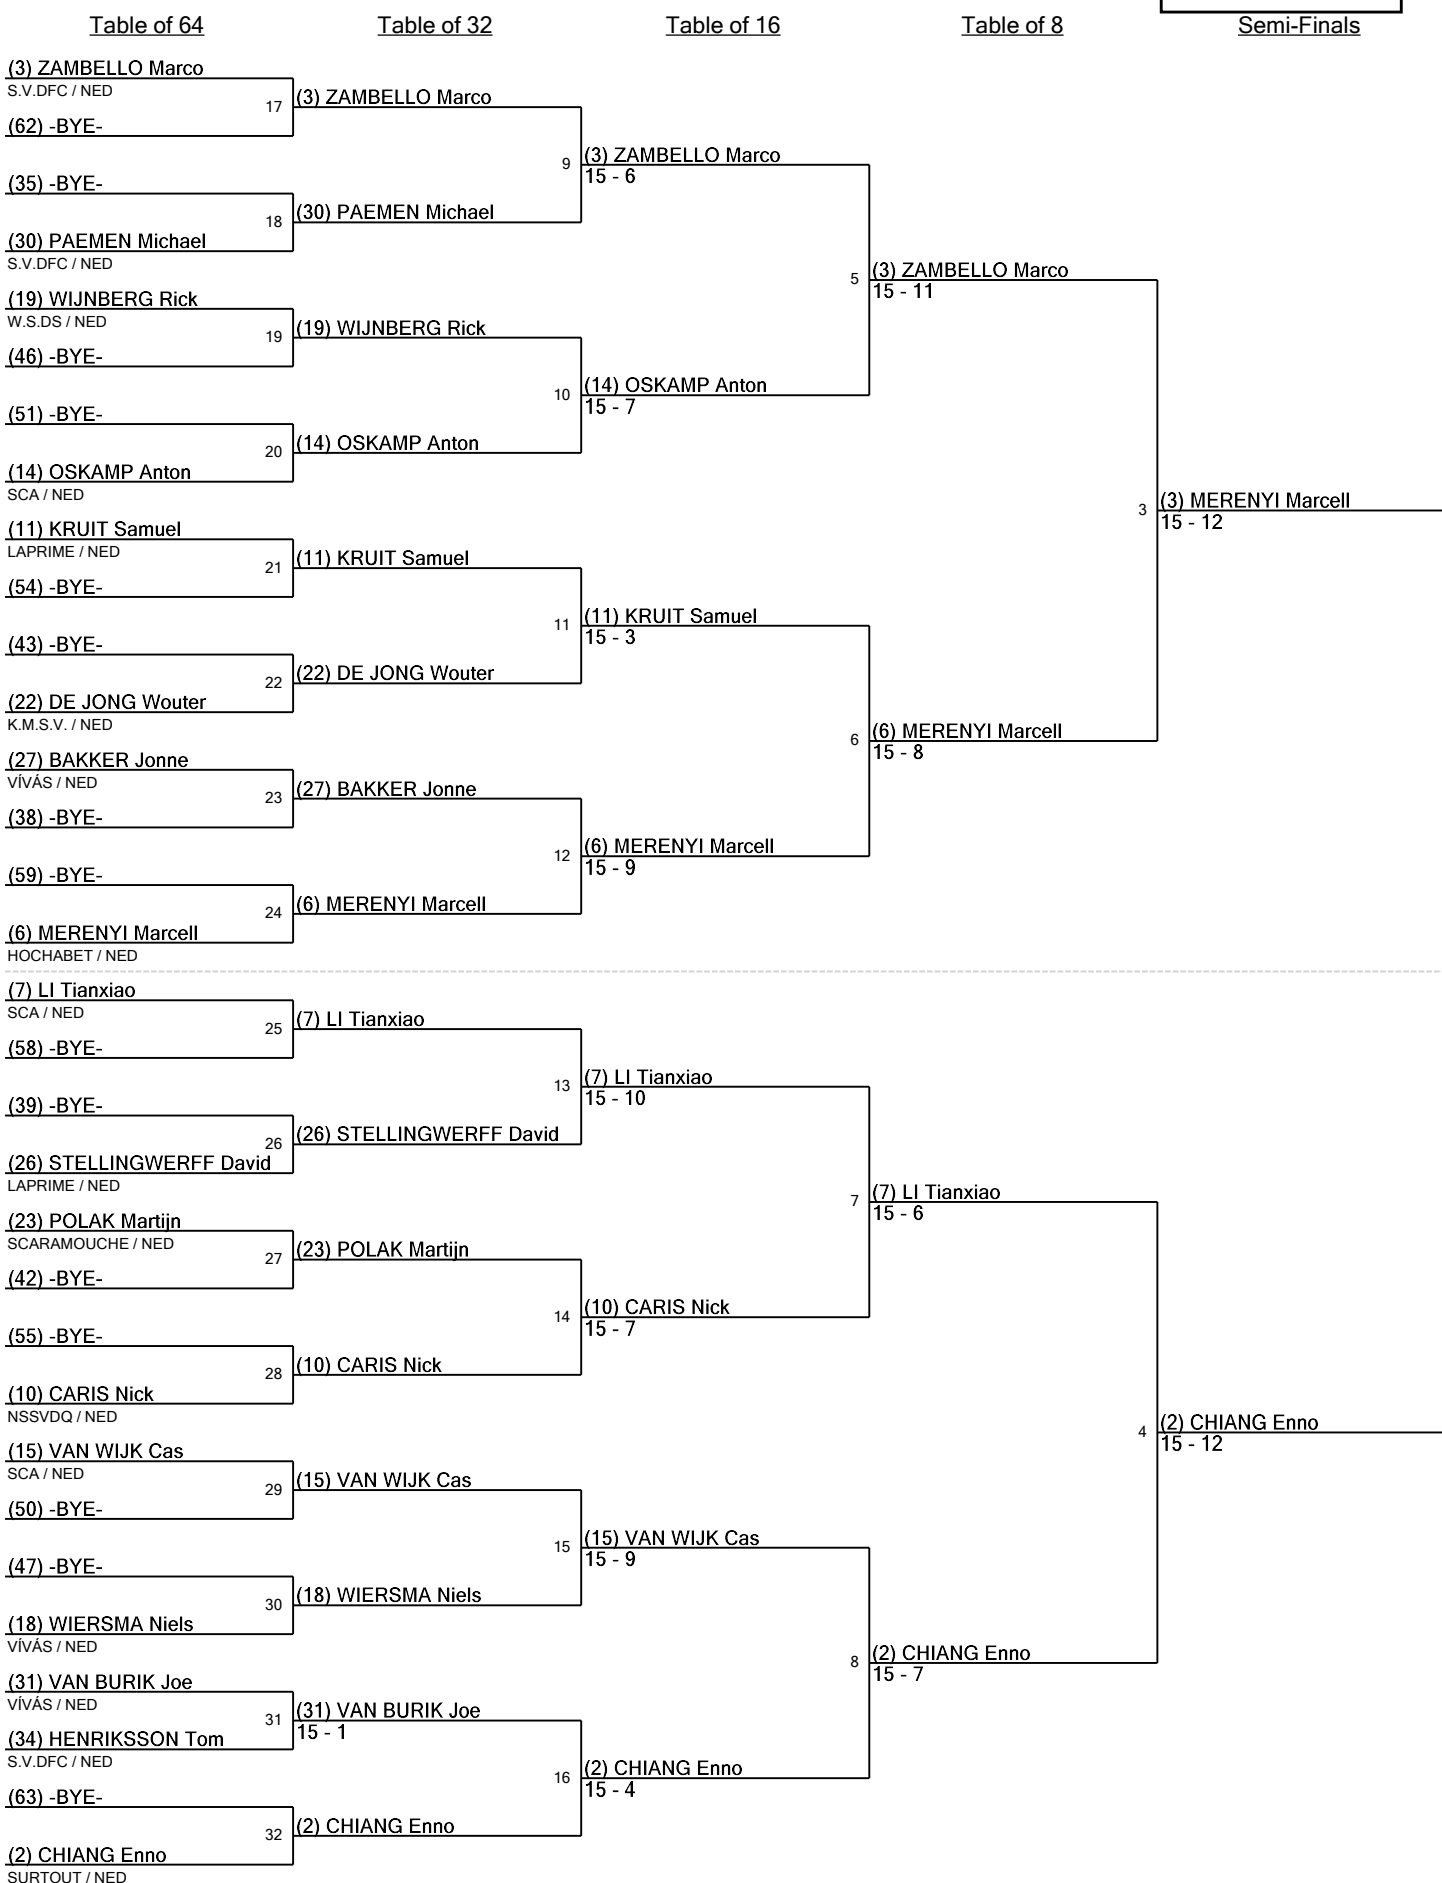 Table of 64
Table of 32
Table of 16
Table of 8
Semi-Finals
(3) ZAMBELLO Marco
S.V.DFC / NED
17
(62) -BYE-
(35) -BYE-
18
(30) PAEMEN Michael
S.V.DFC / NED
(19) WIJNBERG Rick
W.S.DS / NED
19
(46) -BYE-
(51) -BYE-
20
(14) OSKAMP Anton
SCA / NED
(11) KRUIT Samuel
LAPRIME / NED
21
(54) -BYE-
(43) -BYE-
22
(22) DE JONG Wouter
K.M.S.V. / NED
(27) BAKKER Jonne
VÍVÁS / NED
23
(38) -BYE-
(59) -BYE-
24
(6) MERENYI Marcell
HOCHABET / NED
(7) LI Tianxiao
SCA / NED
25
(58) -BYE-
(39) -BYE-
26
(26) STELLINGWERFF David
LAPRIME / NED
(23) POLAK Martijn
SCARAMOUCHE / NED
27
(42) -BYE-
(55) -BYE-
28
(10) CARIS Nick
NSSVDQ / NED
(15) VAN WIJK Cas
SCA / NED
29
(50) -BYE-
(47) -BYE-
30
(18) WIERSMA Niels
VÍVÁS / NED
(31) VAN BURIK Joe
VÍVÁS / NED
31
(34) HENRIKSSON Tom
S.V.DFC / NED
(63) -BYE-
32
(2) CHIANG Enno
SURTOUT / NED
(3) ZAMBELLO Marco
9
(30) PAEMEN Michael
(19) WIJNBERG Rick
10
(14) OSKAMP Anton
(11) KRUIT Samuel
11
(22) DE JONG Wouter
(27) BAKKER Jonne
12
(6) MERENYI Marcell
(7) LI Tianxiao
13
(26) STELLINGWERFF David
(23) POLAK Martijn
14
(10) CARIS Nick
(15) VAN WIJK Cas
15
(18) WIERSMA Niels
(31) VAN BURIK Joe
15 - 1
16
(2) CHIANG Enno
(3) ZAMBELLO Marco
15 - 6
5
(14) OSKAMP Anton
15 - 7
(11) KRUIT Samuel
15 - 3
6
(6) MERENYI Marcell
15 - 9
(7) LI Tianxiao
15 - 10
7
(10) CARIS Nick
15 - 7
(15) VAN WIJK Cas
15 - 9
8
(2) CHIANG Enno
15 - 4
(3) ZAMBELLO Marco
15 - 11
3
(6) MERENYI Marcell
15 - 8
(7) LI Tianxiao
15 - 6
4
(2) CHIANG Enno
15 - 7
(3) MERENYI Marcell
15 - 12
(2) CHIANG Enno
15 - 12